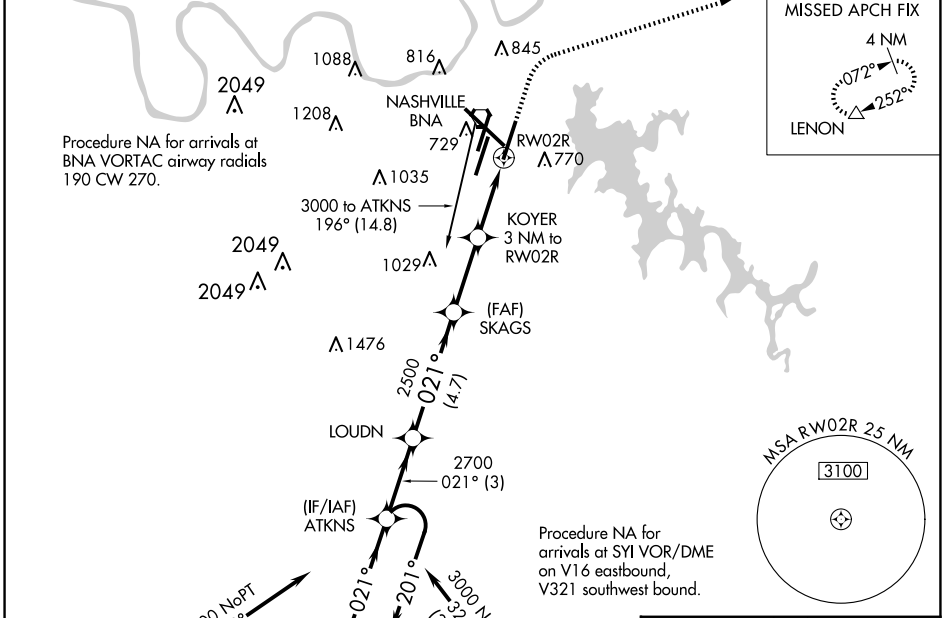 MISSED APCH FIX
4 NM
072°
252°
LENON
845
816
1088
2049
1208
NASHVILLE
BNA
729
RW02R
770
Procedure NA for arrivals at
BNA VORTAC airway radials
190 CW 270.
1035
3000 to ATKNS
196° (14.8)
KOYER
3 NM to
RW02R
2049
1029
2049
(FAF)
SKAGS
1476
2500
021°
(4.7)
LOUDN
2700
021° (3)
(IF/IAF)
ATKNS
MSA RW02R 25 NM
3100
Procedure NA for
arrivals at SYI VOR/DME
on V16 eastbound,
V321 southwest bound.
NoPT
021°
201°
3000